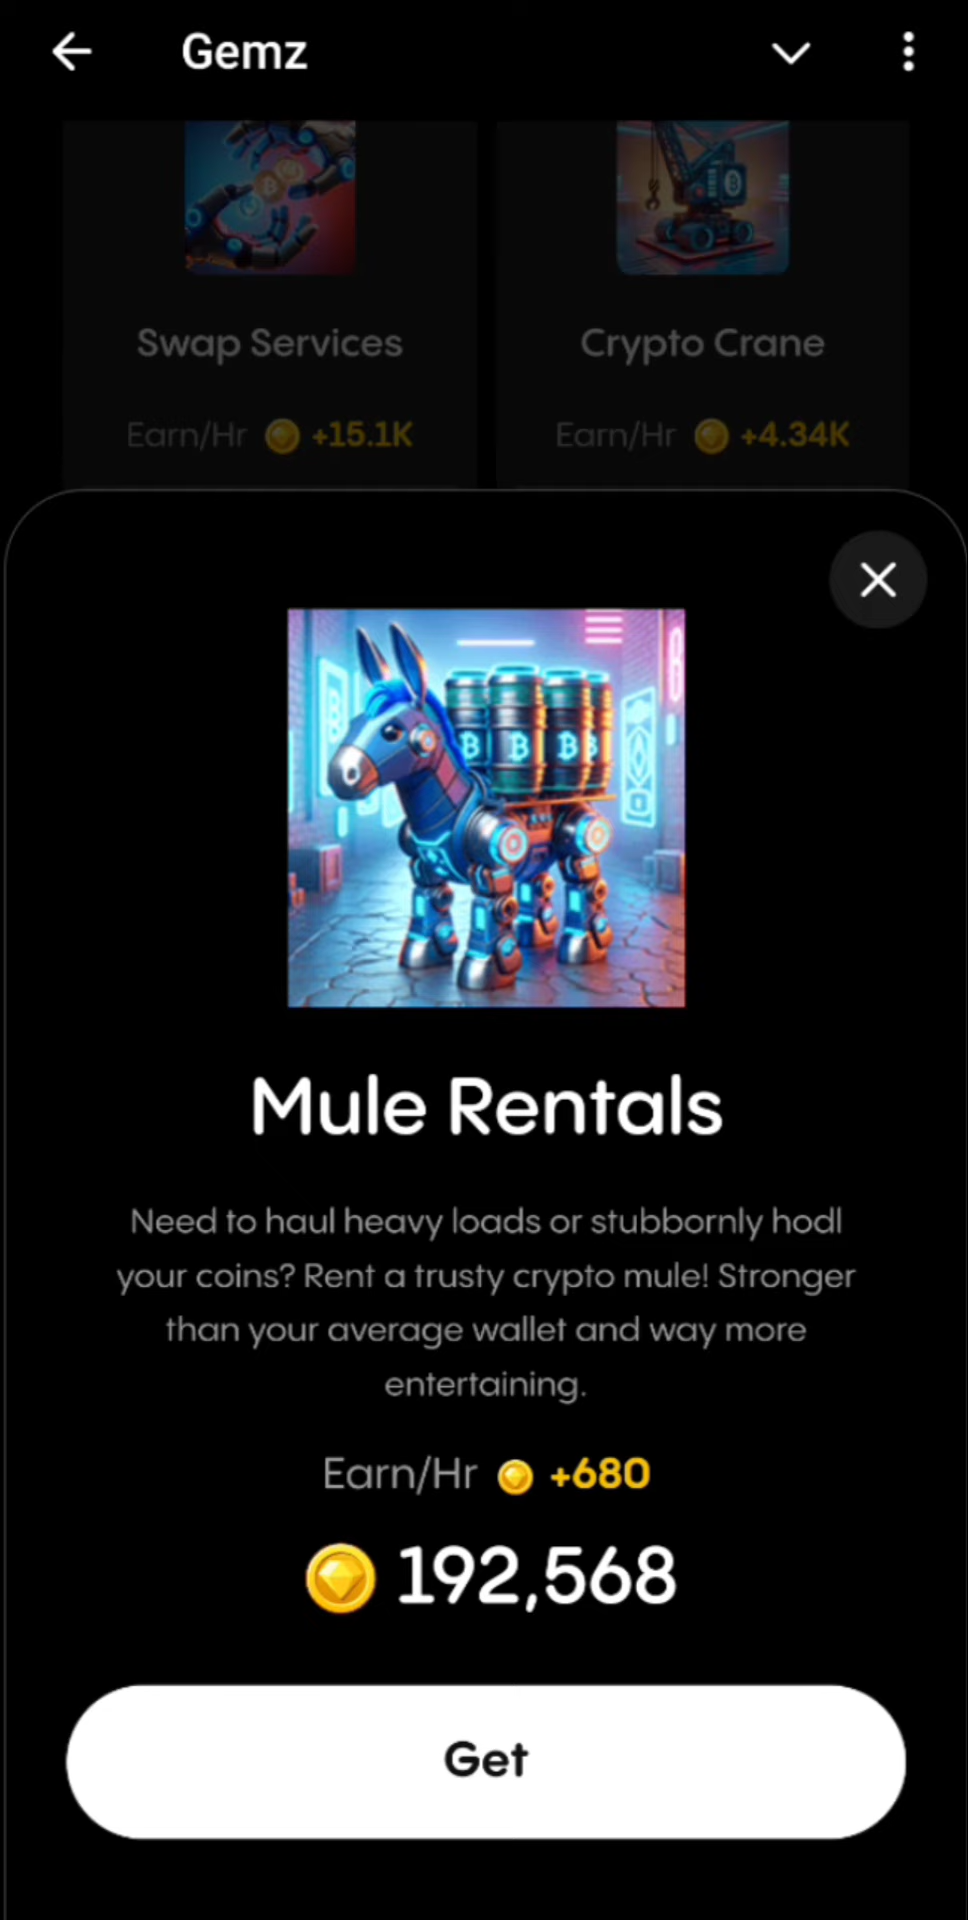 Gemz
Swap Services
Crypto Crane
Earn/Hr +15.1K
Earn/Hr +4.34K
Mule Rentals
Need to haul heavy loads or stubbornly hodl
your coins? Rent a trusty crypto mule! Stronger
than your average wallet and way more
entertaining.
Earn/Hr +680
192,568
Get